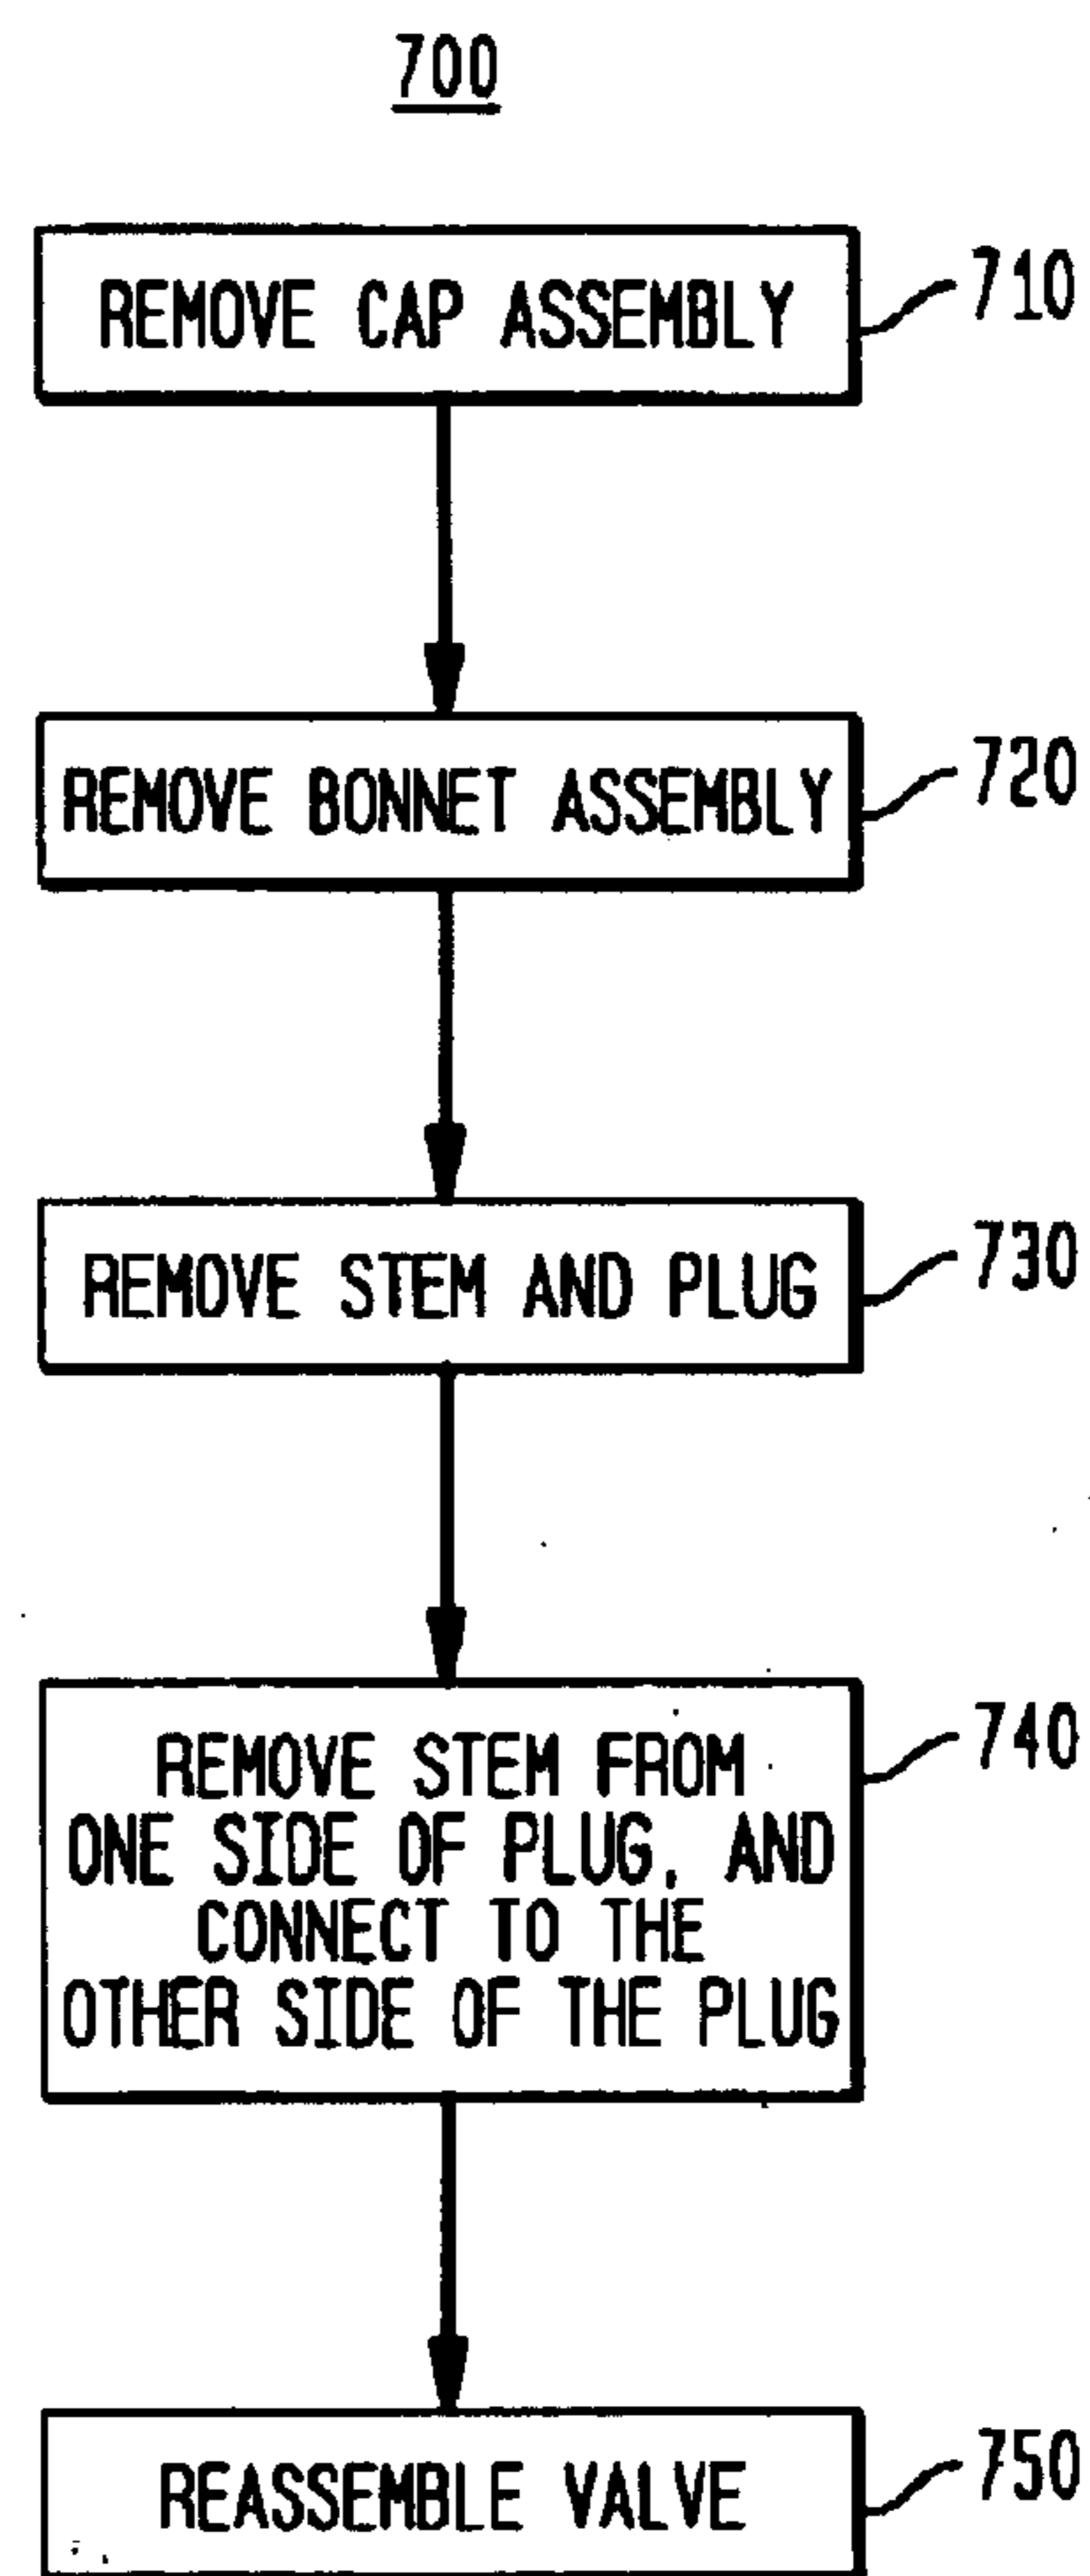 700
REMOVE CAP ASSEMBLY
710
REMOVE BONNET ASSEMBLY
720
REMOVE STEM AND PLUG
730
REMOVE STEM FROM
ONE SIDE OF PLUG, AND
CONNECT TO THE
OTHER SIDE OF THE PLUG
740
REASSEMBLE VALVE
750